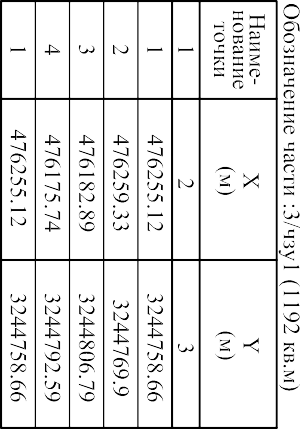 Обозначение части :3/чзу1 (1192 кв.м)
Наиме-
нование
точки
X
(м)
Y
(м)
1 2 3
1 476255.12 3244758.66
2 476259.33 3244769.9
3 476182.89 3244806.79
4 476175.74 3244792.59
1 476255.12 3244758.66